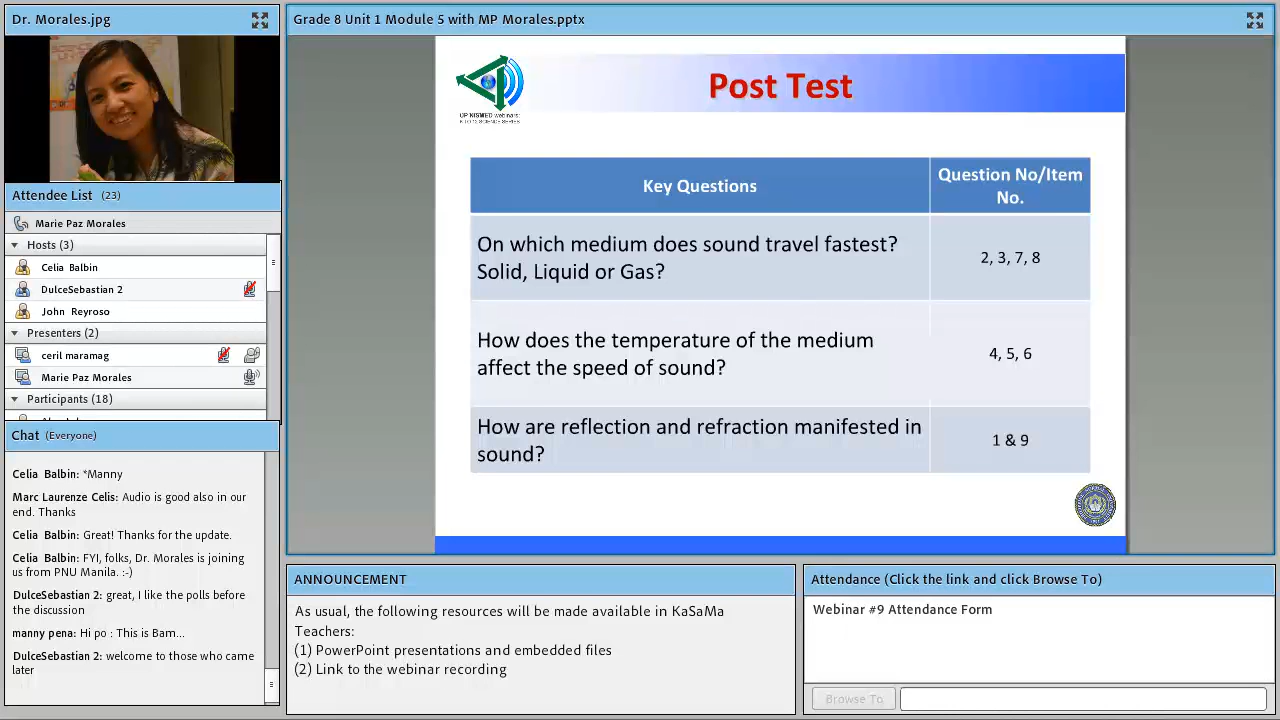 Dr. Morales.jpg
Attendee List (23)
Marie Paz Morales
Hosts (3)
Celia Balbin
DulceSebastian 2
John Reyroso
Presenters (2)
ceril maramag
Marie Paz Morales
Participants (18)
Chat (Everyone)
Celia Balbin: *Manny
Marc Laurenze Celis: Audio is good also in our
end. Thanks
Celia Balbin: Great! Thanks for the update.
Celia Balbin: FYI, folks, Dr. Morales is joining
us from PNU Manila. :-)
DulceSebastian 2: great, I like the polls before
the discussion
manny pena: Hi po : This is Bam...
DulceSebastian 2: welcome to those who came
later
Grade 8 Unit 1 Module 5 with MP Morales.pptx
UP NISMED webinars:
K TO 12 SCIENCE SERIES
Post Test
Key Questions
Question No/Item
No.
On which medium does sound travel fastest?
Solid, Liquid or Gas?
2, 3, 7, 8
How does the temperature of the medium
affect the speed of sound?
4, 5, 6
How are reflection and refraction manifested in
sound?
1 & 9
ANNOUNCEMENT
As usual, the following resources will be made available in KaSaMa
Teachers:
(1) PowerPoint presentations and embedded files
(2) Link to the webinar recording
Attendance (Click the link and click Browse To)
Webinar #9 Attendance Form
Browse To